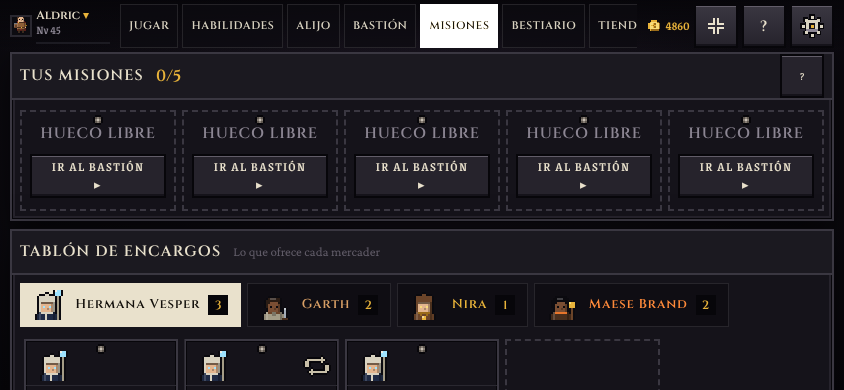 ALDRIC ▼
Nv 45
JUGAR
HABILIDADES
ALIJO
BASTIÓN
MISIONES
BESTIARIO
TIEND
4860
?
TUS MISIONES 0/5
?
HUECO LIBRE
IR AL BASTIÓN
▶
HUECO LIBRE
IR AL BASTIÓN
▶
HUECO LIBRE
IR AL BASTIÓN
▶
HUECO LIBRE
IR AL BASTIÓN
▶
HUECO LIBRE
IR AL BASTIÓN
▶
TABLÓN DE ENCARGOS Lo que ofrece cada mercader
HERMANA VESPER 3
GARTH 2
NIRA 1
MAESE BRAND 2